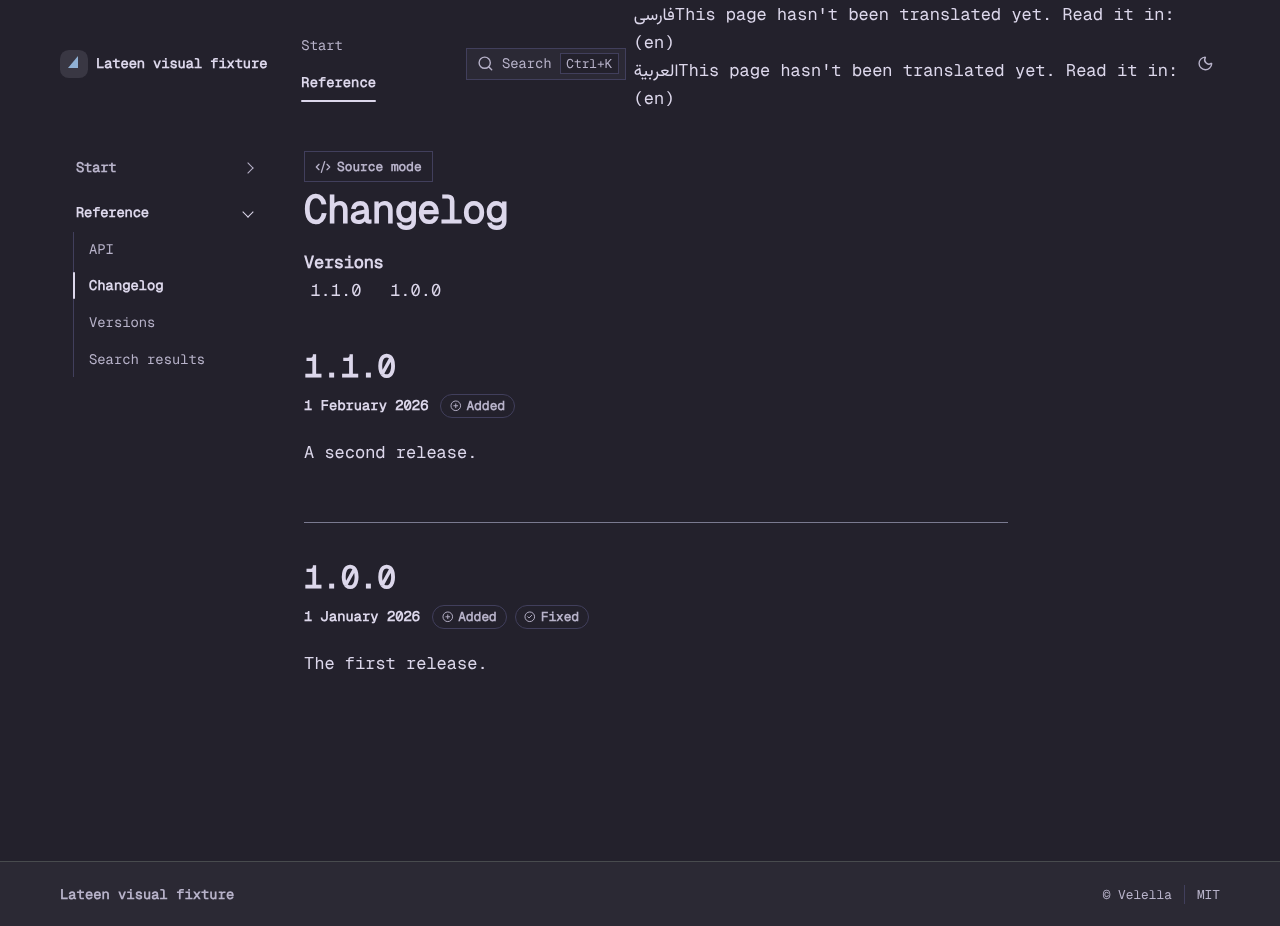 Lateen visual fixture
Start
Reference
Search Ctrl+K
فارسیThis page hasn't been translated yet. Read it in:
(en)
العربيةThis page hasn't been translated yet. Read it in:
(en)
Start
Reference
API
Changelog
Versions
Search results
Source mode
Changelog
Versions
1.1.0 1.0.0
1.1.0
1 February 2026 Added
A second release.
1.0.0
1 January 2026 Added Fixed
The first release.
Lateen visual fixture
© Velella MIT